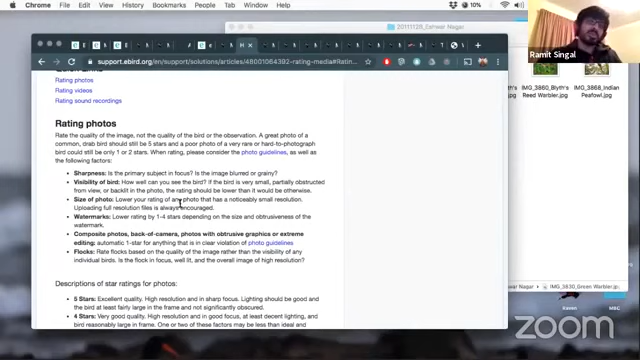 Chrome File Edit View History Bookmarks People Tab Window Help
10%
20111128_Eshwar Nagar
support.ebird.org/en/support/solutions/articles/48001064392-rating-media#Ratin
Ramit Singal
Rating photos
Rating videos
Rating sound recordings
Rating photos
Rate the quality of the image, not the quality of the bird or the observation. A great photo of a
common, drab bird should still be 5 stars and a poor photo of a very rare or hard-to-photograph
bird could still be only 1 or 2 stars. When rating, please consider the photo guidelines, as well as
the following factors:
• Sharpness: Is the primary subject in focus? Is the image blurred or grainy?
• Visibility of bird: How well can you see the bird? If the bird is very small, partially obstructed
from view, or backlit in the photo, the rating should be lower than it would be otherwise.
• Size of photo: Lower your rating of any photo that has a noticeably small resolution.
Uploading full resolution files is always encouraged.
• Watermarks: Lower rating by 1-4 stars depending on the size and obtrusiveness of the
watermark.
• Composite photos, back-of-camera, photos with obtrusive graphics or extreme
editing: automatic 1-star for anything that is in clear violation of photo guidelines
• Flocks: Rate flocks based on the quality of the image rather than the visibility of any
individual birds. Is the flock in focus, well lit, and the overall image of high resolution?
Descriptions of star ratings for photos
• 5 Stars: Excellent quality. High resolution and in sharp focus. Lighting should be good and
the bird at least fairly large in the frame and not significantly obscured.
• 4 Stars: Very good quality. High resolution and in good focus, at least decent lighting, and
bird reasonably large in frame. One or two of these factors may be less than ideal and
IMG_3860_Blyth's
Reed Warbler.jpg
IMG_3868_Indian
Peafowl.jpg
Nagar
IMG_3830_Green Warbler.jpg
MBG
zoom